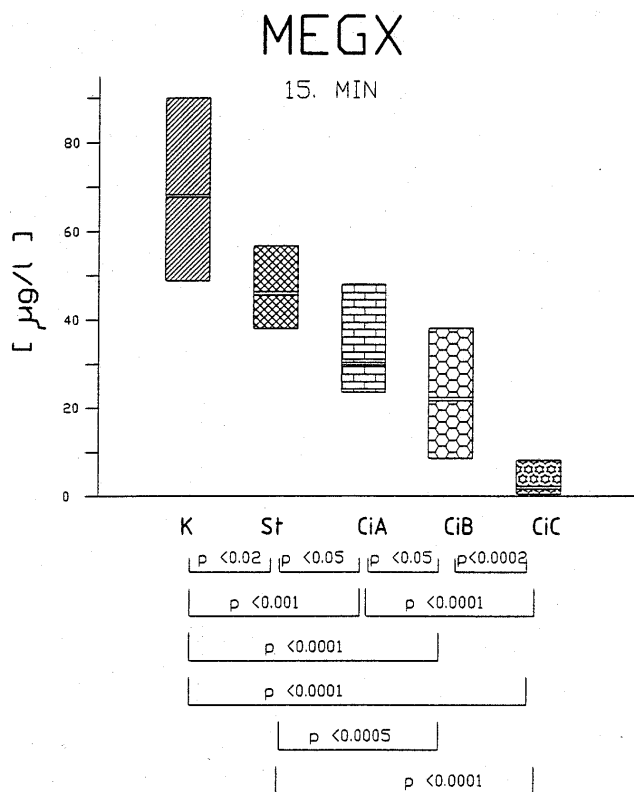 MEGX
15. MIN
[ µg/l ]
80
60
40
20
0
K St CiA CiB CiC
p <0.02 p <0.05 p <0.05 p<0.0002
p <0.001 p <0.0001
p <0.0001
p <0.0001
p <0.0005
p <0.0001